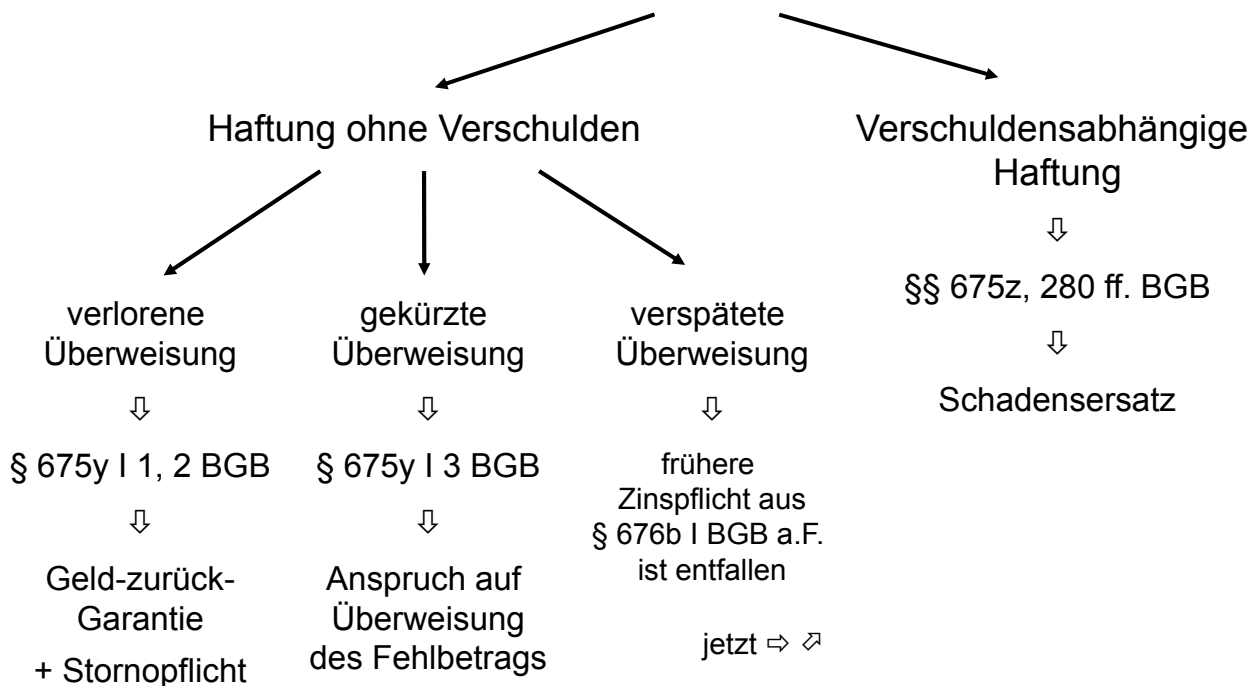 Haftung ohne Verschulden
Verschuldensabhängige
Haftung
⇩
§§ 675z, 280 ff. BGB
⇩
Schadensersatz
verlorene
Überweisung
⇩
§ 675y I 1, 2 BGB
⇩
Geld-zurück-
Garantie
+ Stornopflicht
gekürzte
Überweisung
⇩
§ 675y I 3 BGB
⇩
Anspruch auf
Überweisung
des Fehlbetrags
verspätete
Überweisung
⇩
frühere
Zinspflicht aus
§ 676b I BGB a.F.
ist entfallen
jetzt ⇨ ⬀